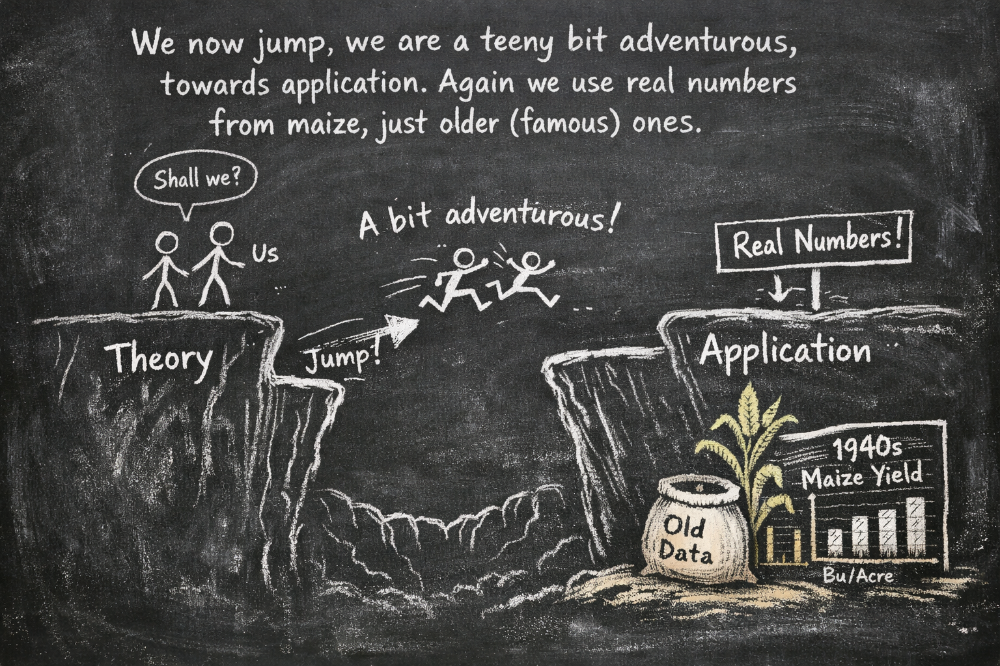 We now jump, we are a teeny bit adventurous,
towards application. Again we use real numbers
from maize, just older (famous) ones.
Shall we?
Us
A bit adventurous!
Real Numbers!
Theory
Jump!
Application
1940s
Maize Yield
Old
Data
Bu/Acre